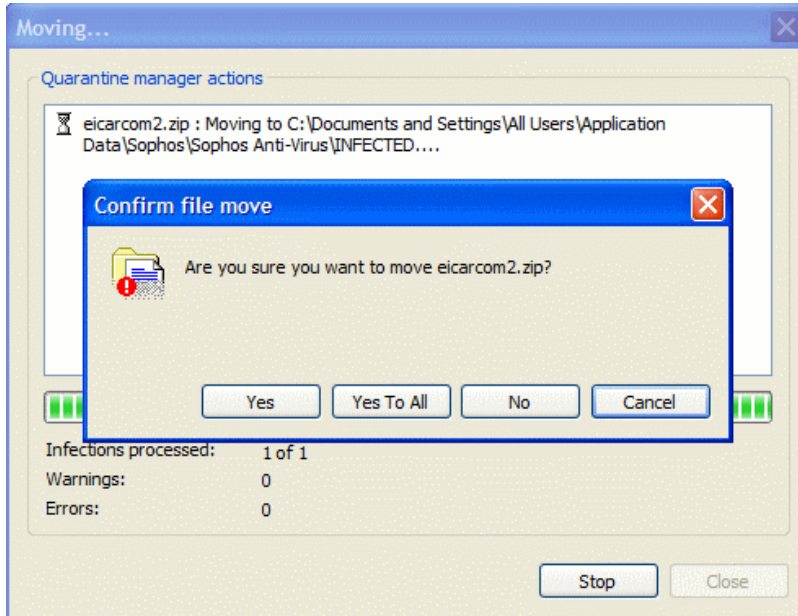 Moving...
Quarantine manager actions
eicarcom2.zip : Moving to C:\Documents and Settings\All Users\Application
Data\Sophos\Sophos Anti-Virus\INFECTED....
Confirm file move
Are you sure you want to move eicarcom2.zip?
Yes Yes To All No Cancel
Infections processed: 1 of 1
Warnings: 0
Errors: 0
Stop Close